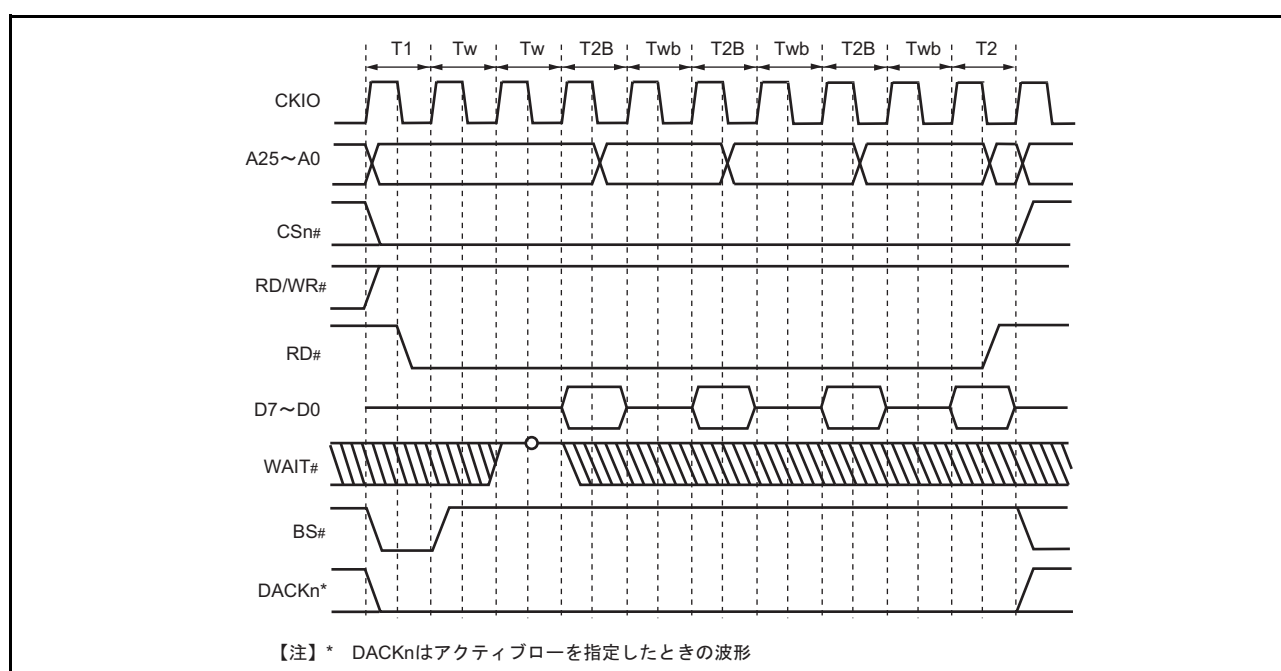 T1 Tw Tw T2B Twb T2B Twb T2B Twb T2
CKIO
A25～A0
CSn#
RD/WR#
RD#
D7～D0
WAIT#
BS#
DACKn*
【注】* DACKnはアクティブローを指定したときの波形